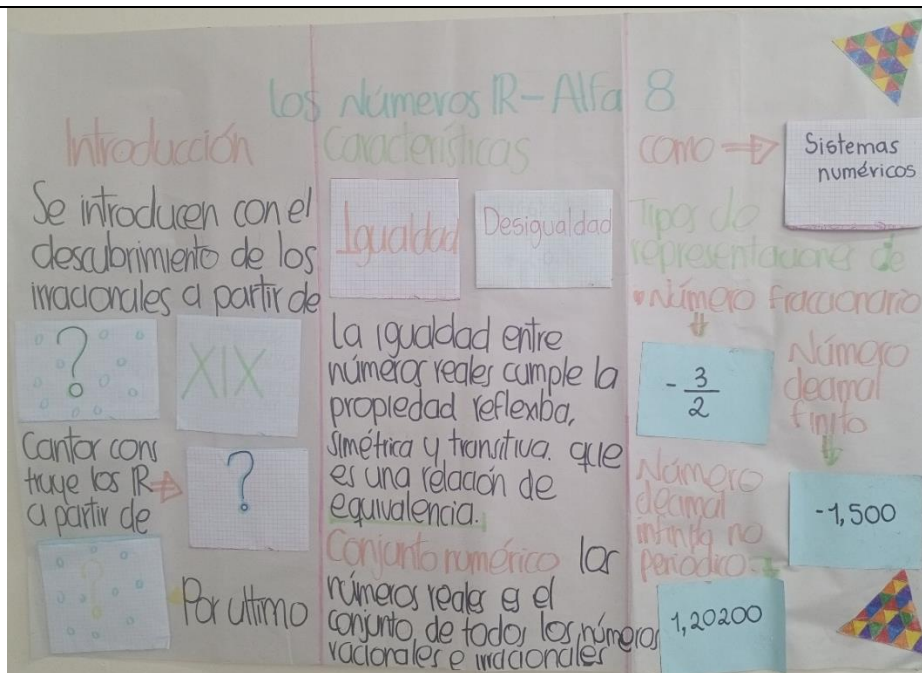 Los Números IR-Alfa 8
Introducción
Se introducen con el
descubrimiento de los
irracionales a partir de
?
XIX
Cantor cons
truye los IR
a partir de
?
?
Por ultimo
Características
Igualdad
Desigualdad
La igualdad entre
números reales cumple la
propiedad reflexiba,
simétrica y transitiva. que
es una relación de
equivalencia.
Conjunto numérico los
números reales es el
conjunto de todos los números
racionales e irracionales
como
Sistemas
numéricos
Tipos de
representaciones de
Número fraccionario
-3/2
Número
decimal
finito
-1,500
Número
decimal
infinito no
periodico
1,20200